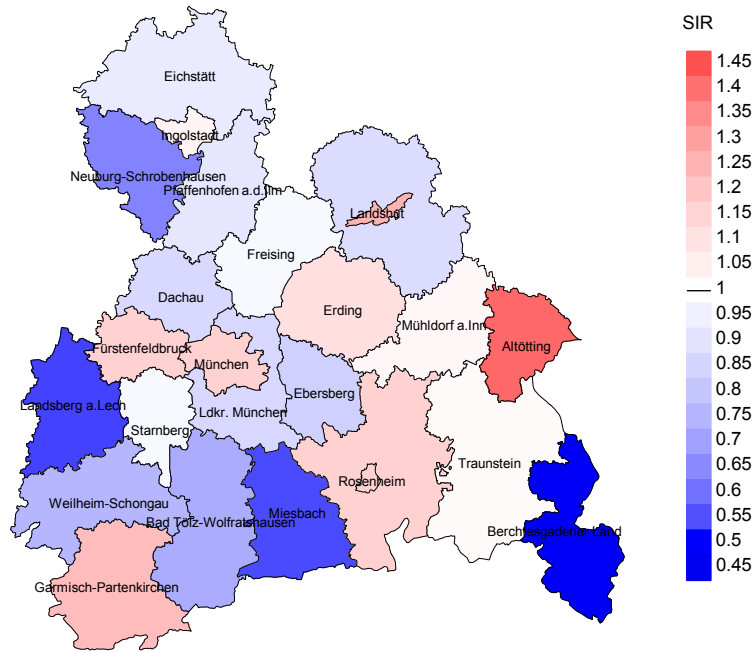 SIR
Eichstätt
Ingolstadt
Neuburg-Schrobenhausen
Pfaffenhofen a.d.Ilm
Landshut
Freising
Dachau
Erding
Mühldorf a.Inn
Altötting
Fürstenfeldbruck
München
Ebersberg
Landsberg a.Lech
Ldkr. München
Starnberg
Traunstein
Rosenheim
Weilheim-Schongau
Miesbach
Bad Tölz-Wolfratshausen
Berchtesgadener Land
Garmisch-Partenkirchen
1.45
1.4
1.35
1.3
1.25
1.2
1.15
1.1
1.05
1
0.95
0.9
0.85
0.8
0.75
0.7
0.65
0.6
0.55
0.5
0.45